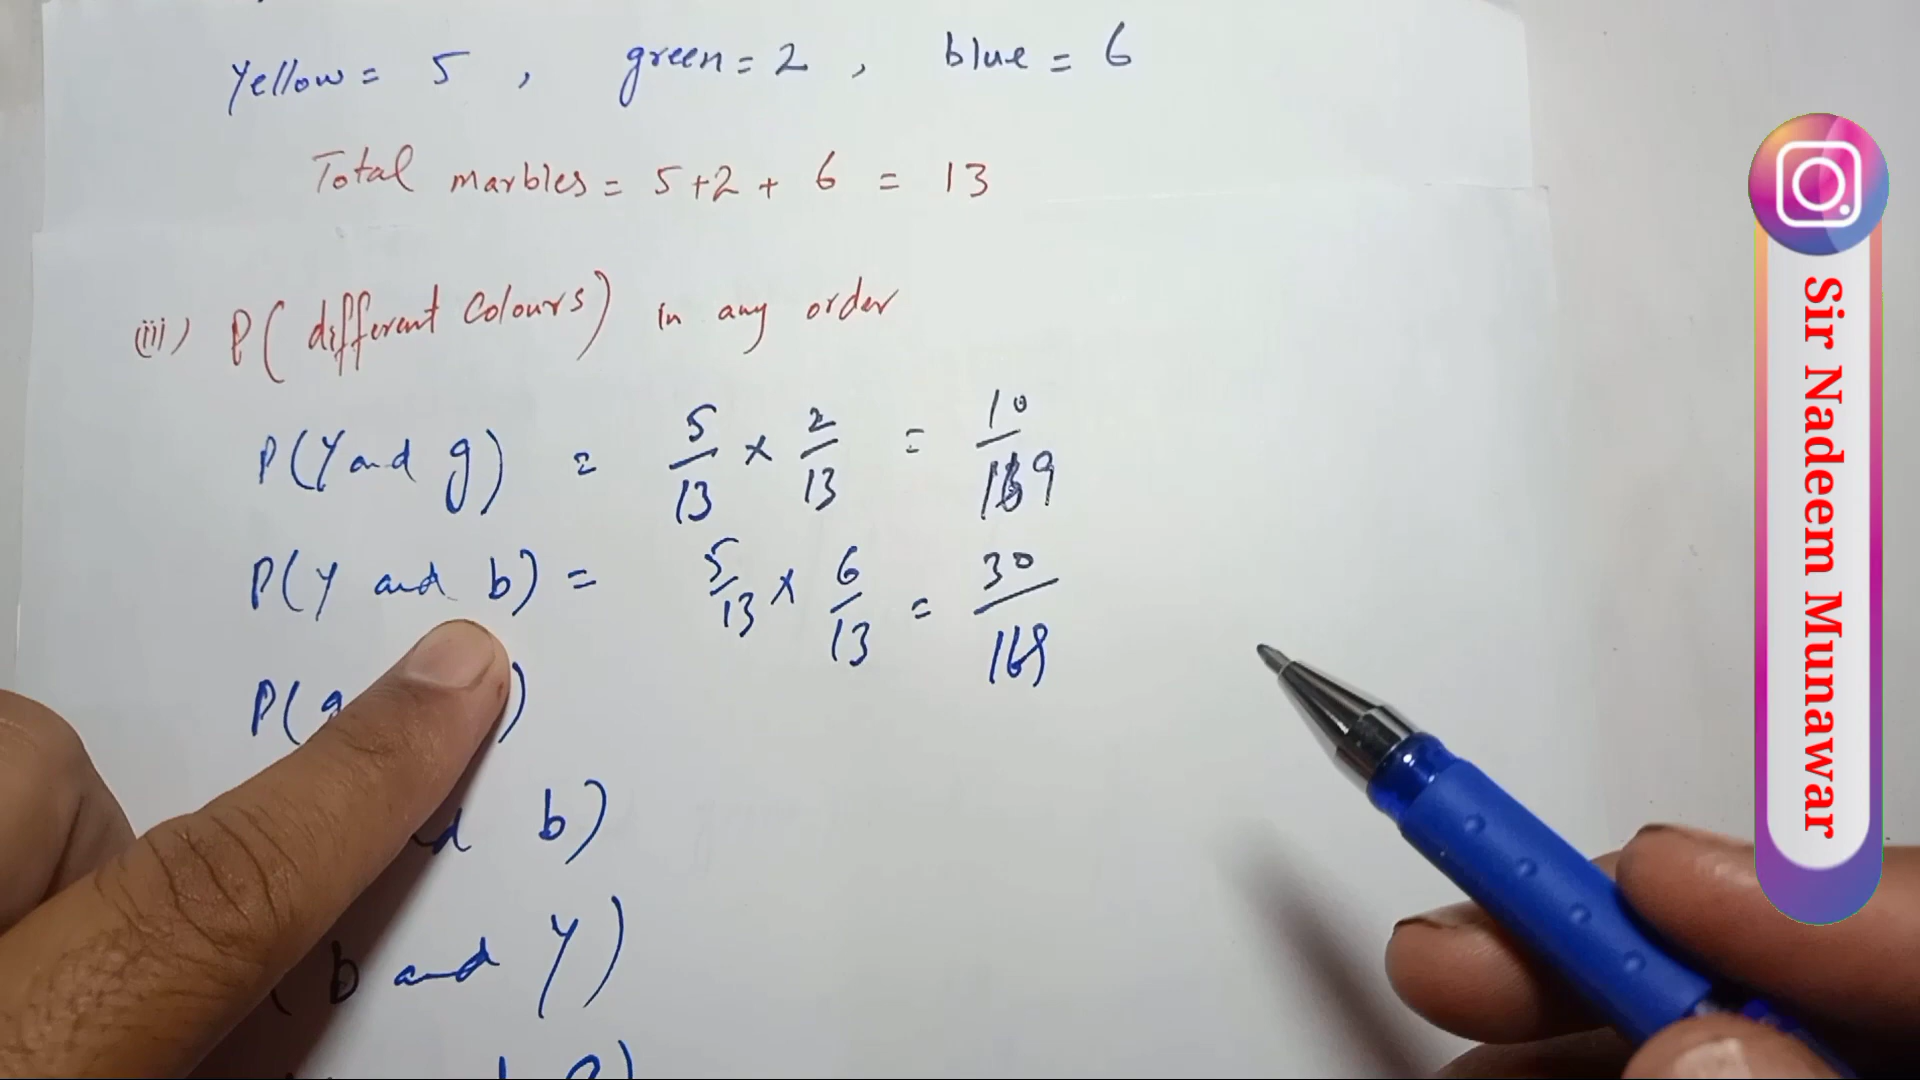 Yellow = 5 , green = 2 , blue = 6
Total marbles = 5+2 + 6 = 13
(iii) P( different Colours) in any order
P(Y and g) = 5/13 × 2/13 = 10/169
P(Y and b) = 5/13 × 6/13 = 30/169
P(g )
b)
( b and Y)
Sir Nadeem Munawar